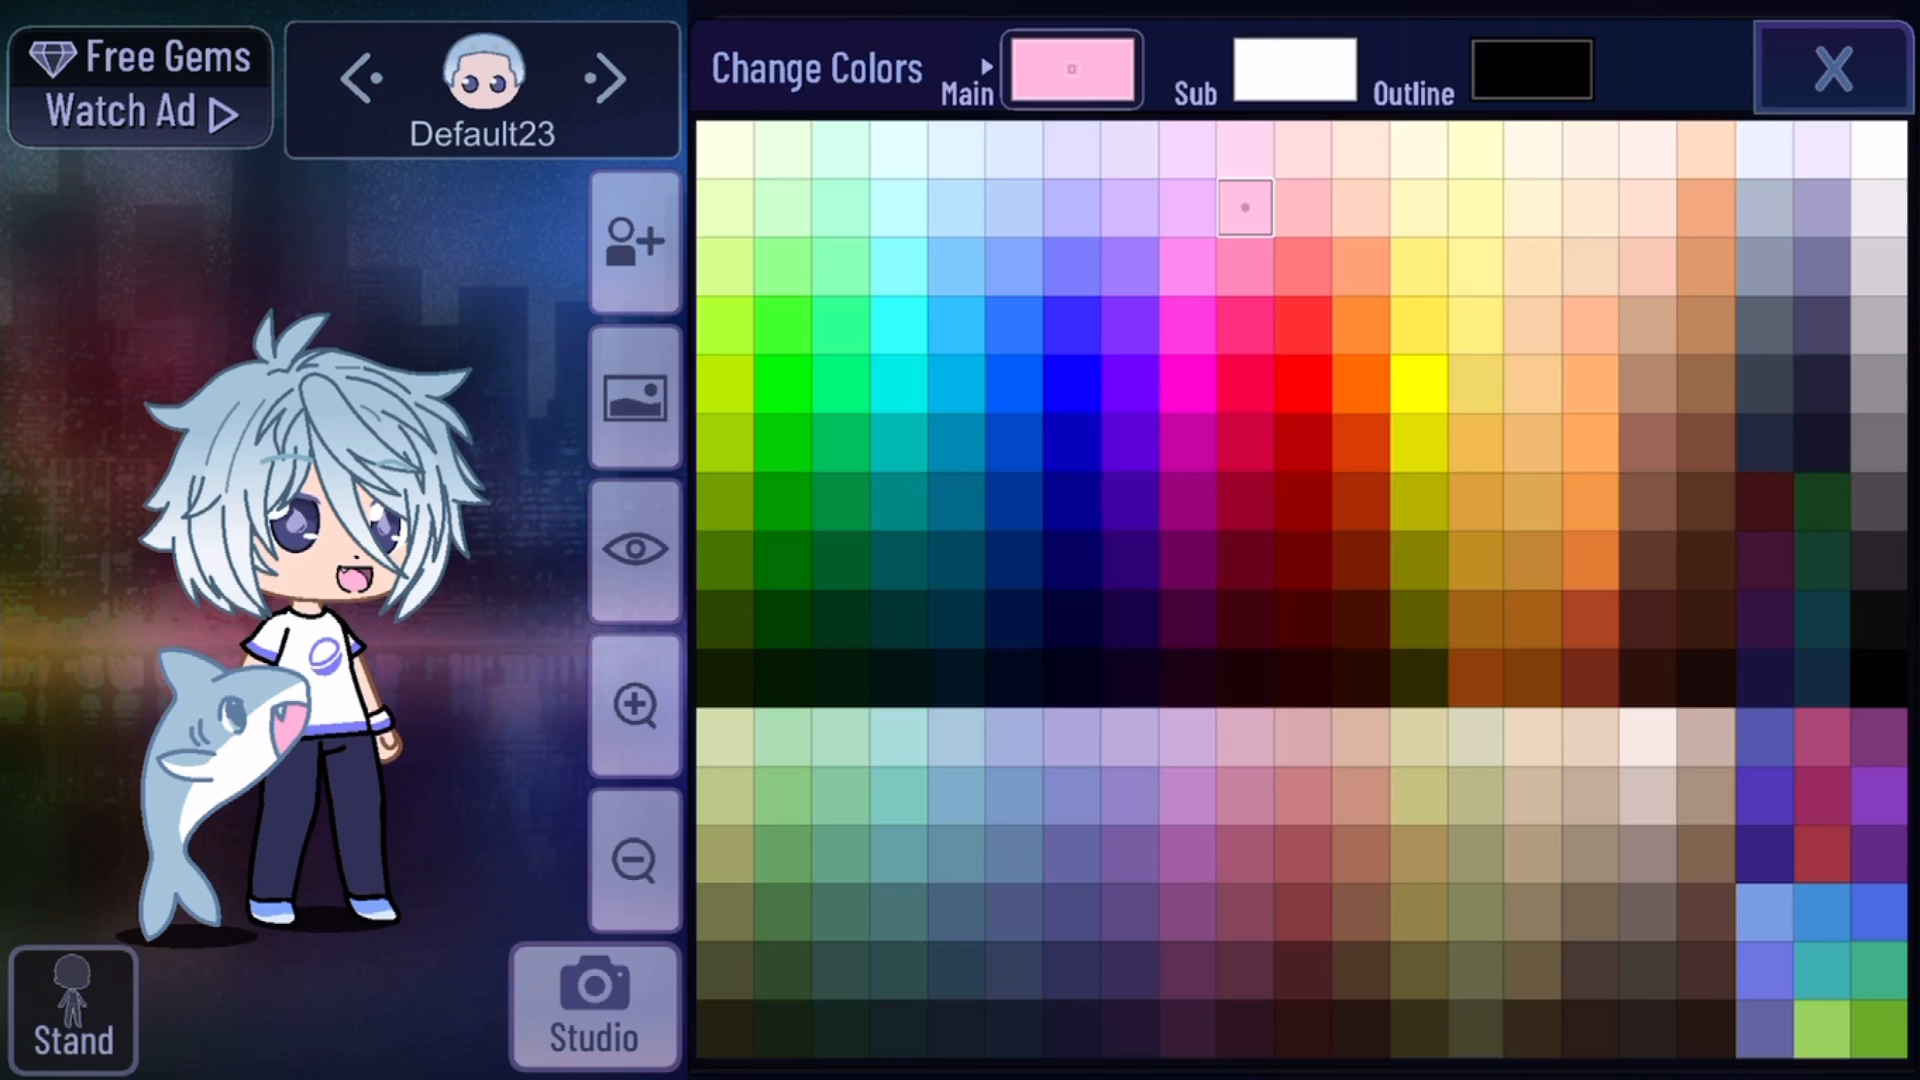 Free Gems
Watch Ad
Default23
Change Colors
Main
Sub
Outline
X
Stand
Studio